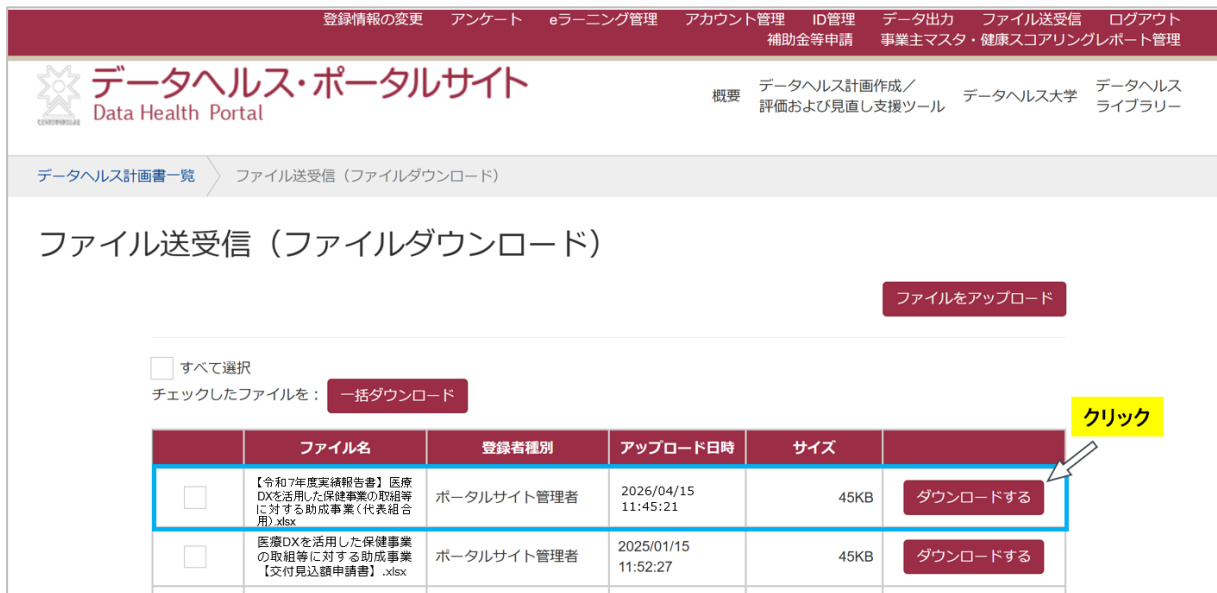 登録情報の変更 アンケート eラーニング管理 アカウント管理 ID管理 データ出力 ファイル送受信 ログアウト
補助金等申請 事業主マスタ・健康スコアリングレポート管理
データヘルス・ポータルサイト
Data Health Portal
概要
データヘルス計画作成／
評価および見直し支援ツール
データヘルス大学
データヘルス
ライブラリー
データヘルス計画書一覧 ファイル送受信（ファイルダウンロード）
ファイル送受信（ファイルダウンロード）
ファイルをアップロード
すべて選択
チェックしたファイルを： 一括ダウンロード
クリック
ファイル名 登録者種別 アップロード日時 サイズ
【令和7年度実績報告書】医療
DXを活用した保健事業の取組等
に対する助成事業（代表組合
用）.xlsx
ポータルサイト管理者
2026/04/15
11:45:21
45KB
ダウンロードする
医療DXを活用した保健事業
の取組等に対する助成事業
【交付見込額申請書】.xlsx
ポータルサイト管理者
2025/01/15
11:52:27
45KB
ダウンロードする